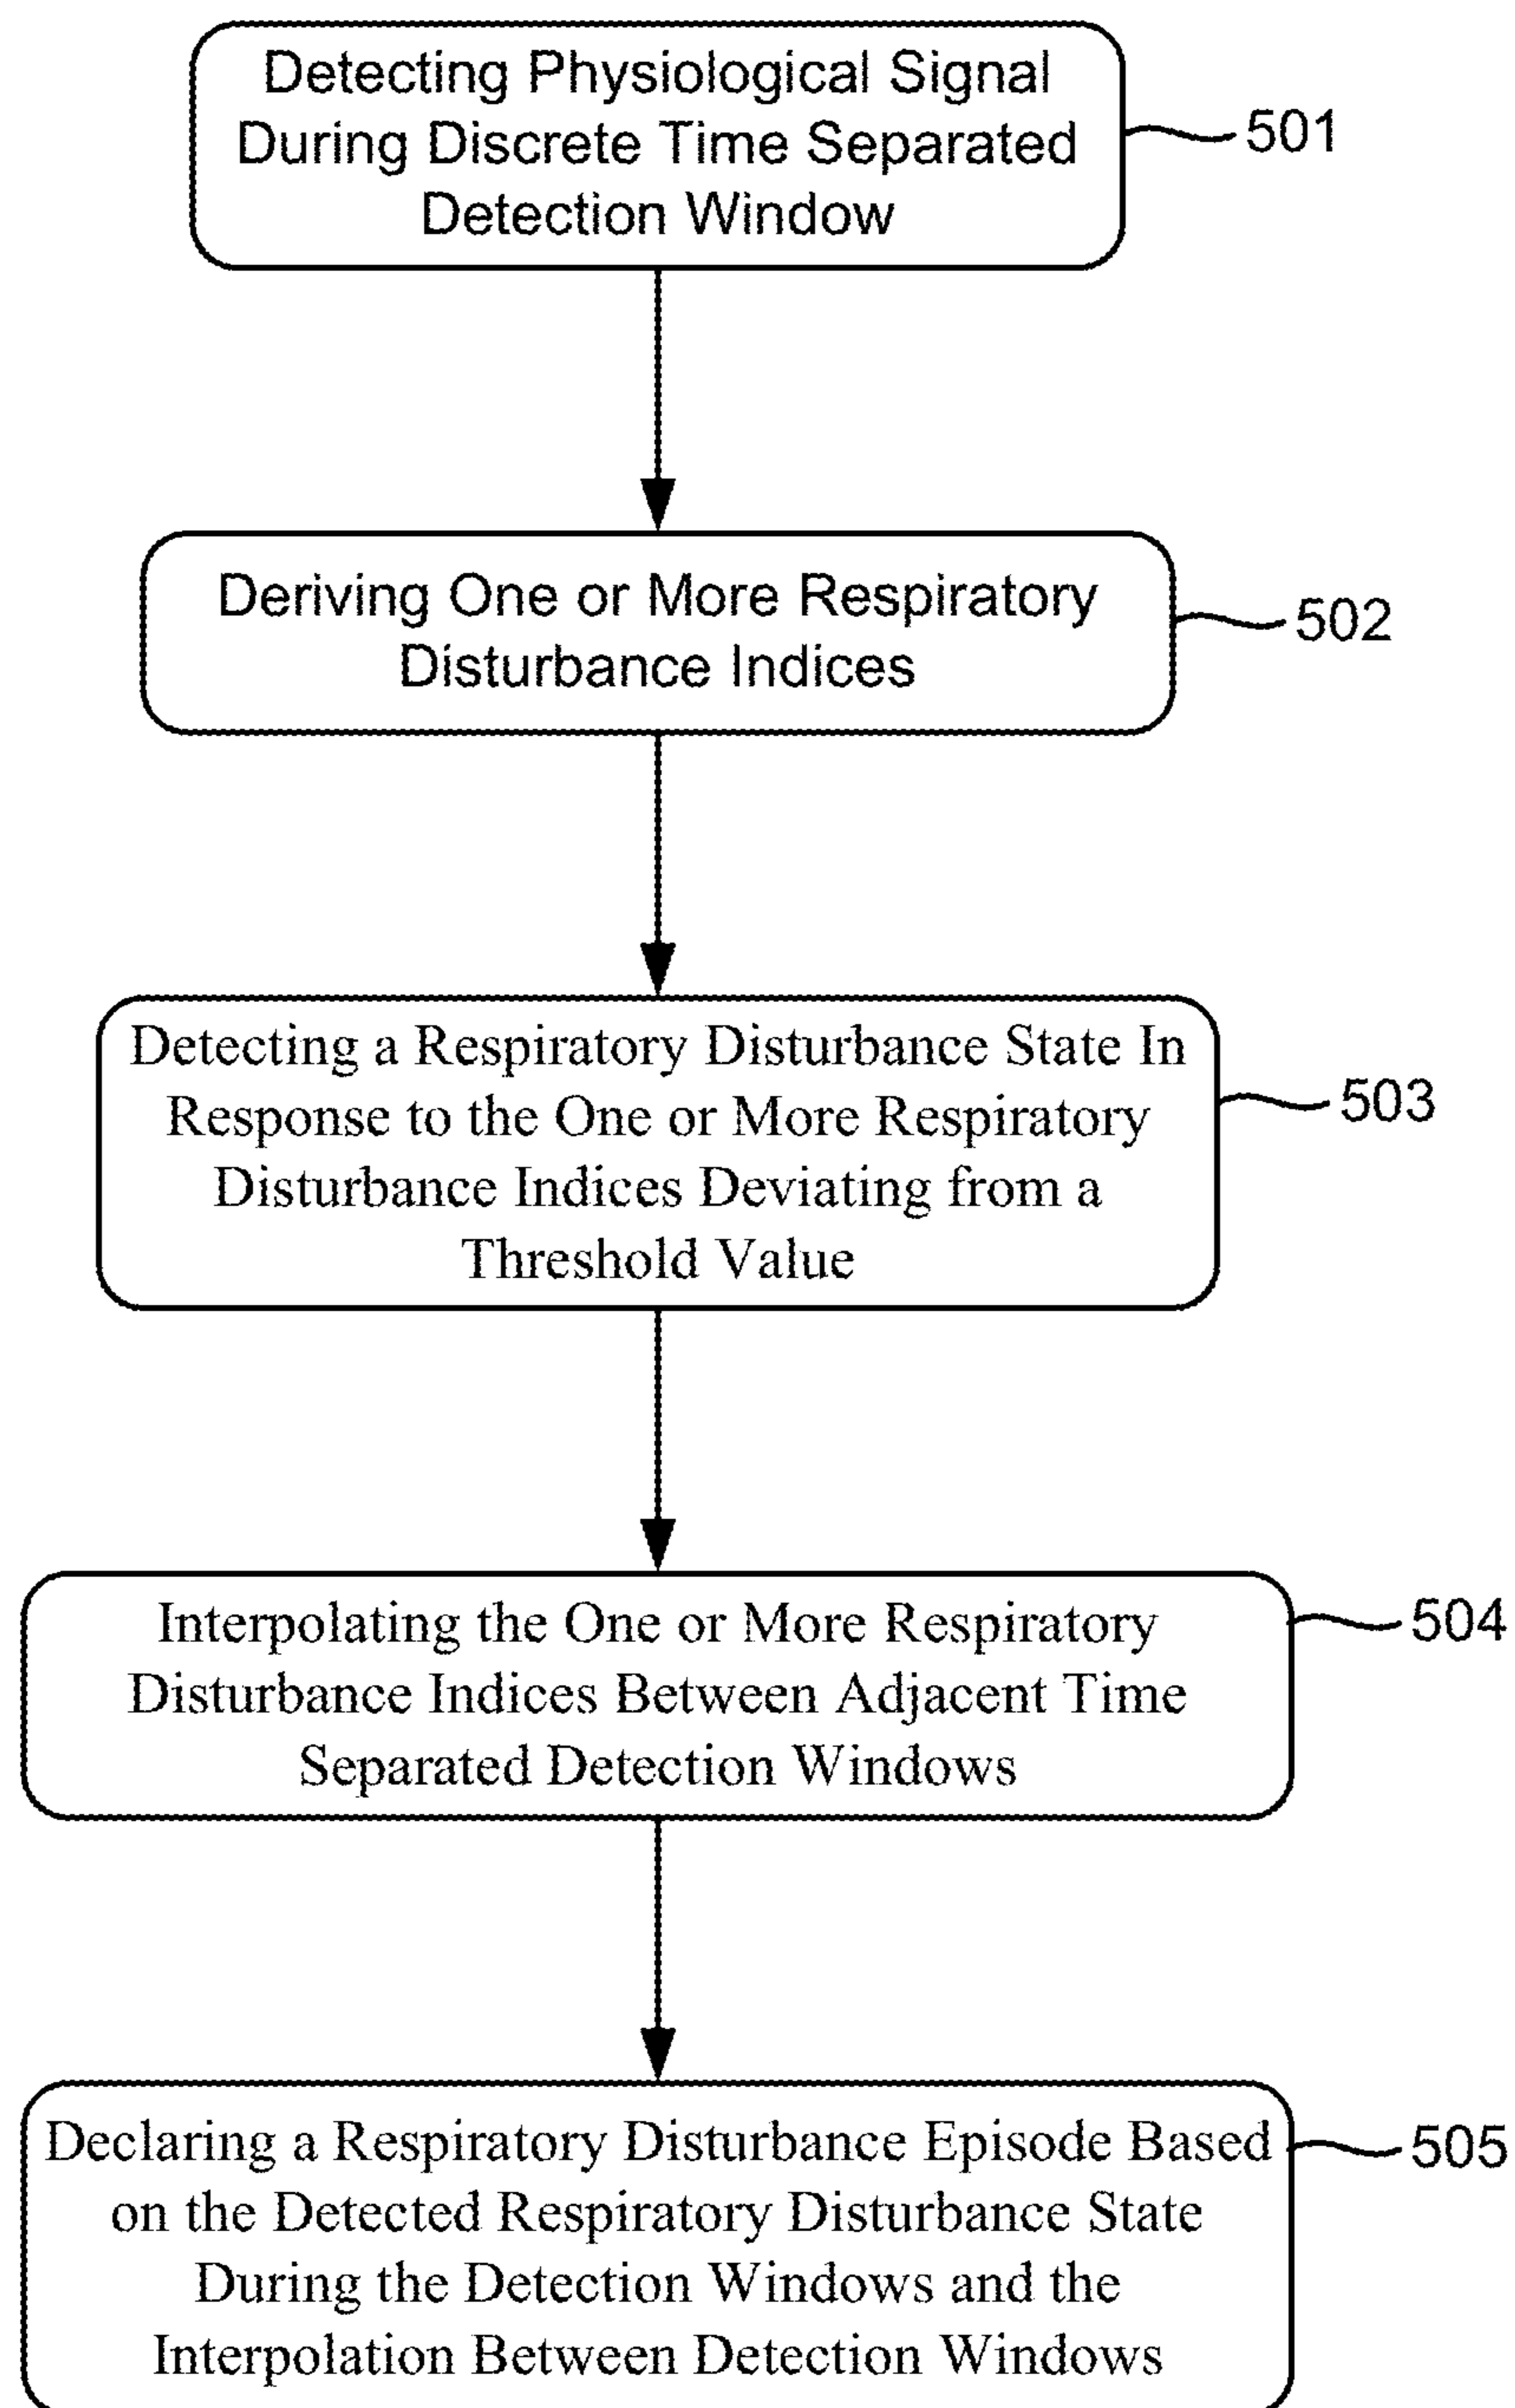 Detecting Physiological Signal
During Discrete Time Separated
Detection Window
501
Deriving One or More Respiratory
Disturbance Indices
502
Detecting a Respiratory Disturbance State In
Response to the One or More Respiratory
Disturbance Indices Deviating from a
Threshold Value
503
Interpolating the One or More Respiratory
Disturbance Indices Between Adjacent Time
Separated Detection Windows
504
Declaring a Respiratory Disturbance Episode Based
on the Detected Respiratory Disturbance State
During the Detection Windows and the
Interpolation Between Detection Windows
505